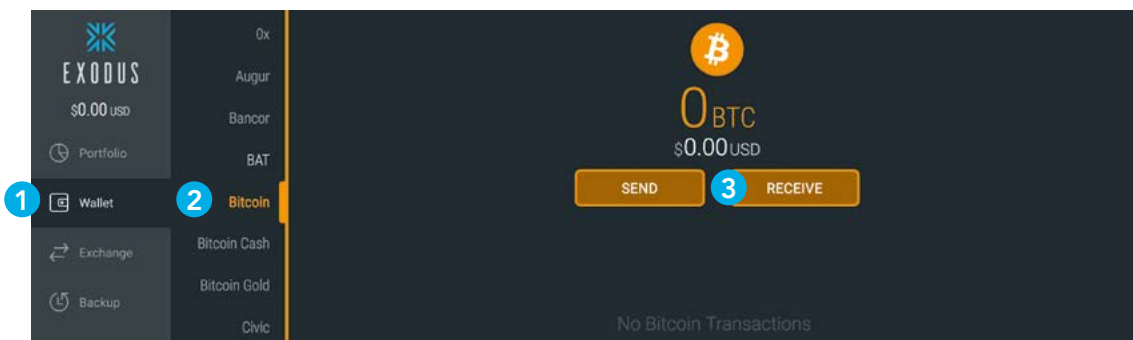 EXODUS
$0.00 USD
Portfolio
1 Wallet
Exchange
Backup
0x
Augur
Bancor
BAT
2 Bitcoin
Bitcoin Cash
Bitcoin Gold
Civic
0 BTC
$0.00 USD
SEND
3 RECEIVE
No Bitcoin Transactions